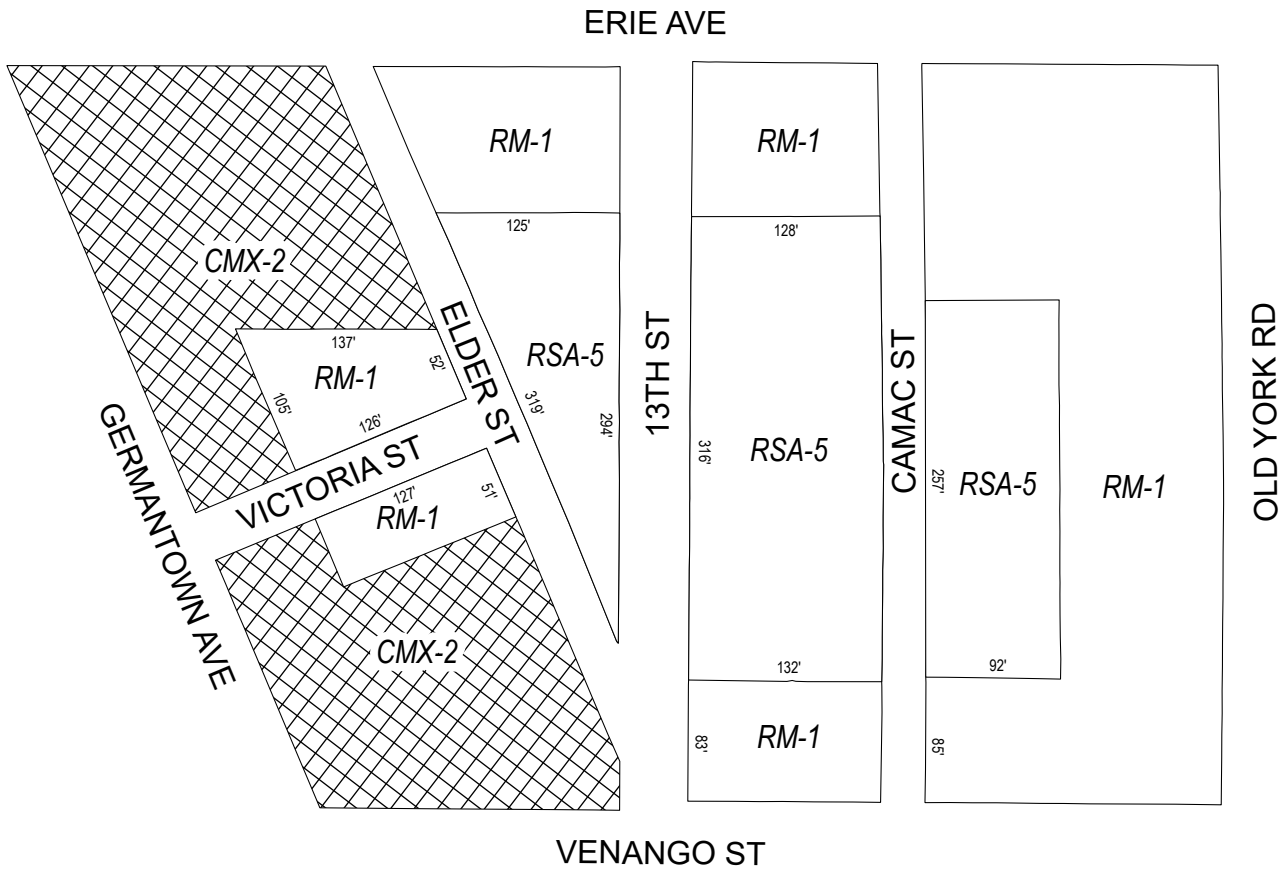 ERIE AVE
RM-1
RM-1
125'
128'
CMX-2
ELDER ST
13TH ST
CAMAC ST
OLD YORK RD
137'
52'
RM-1
105'
126'
RSA-5
319'
294'
316'
RSA-5
257'
RSA-5
RM-1
GERMANTOWN AVE
VICTORIA ST
127'
51'
RM-1
CMX-2
132'
92'
83'
RM-1
85'
VENANGO ST